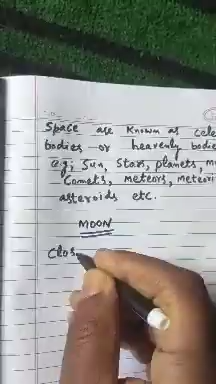 Space are known as cele
bodies or heavenly bodie
e.g; Sun, Stars, planets, m
Comets, meteors, meteori
asteroids etc.
MOON
Clos